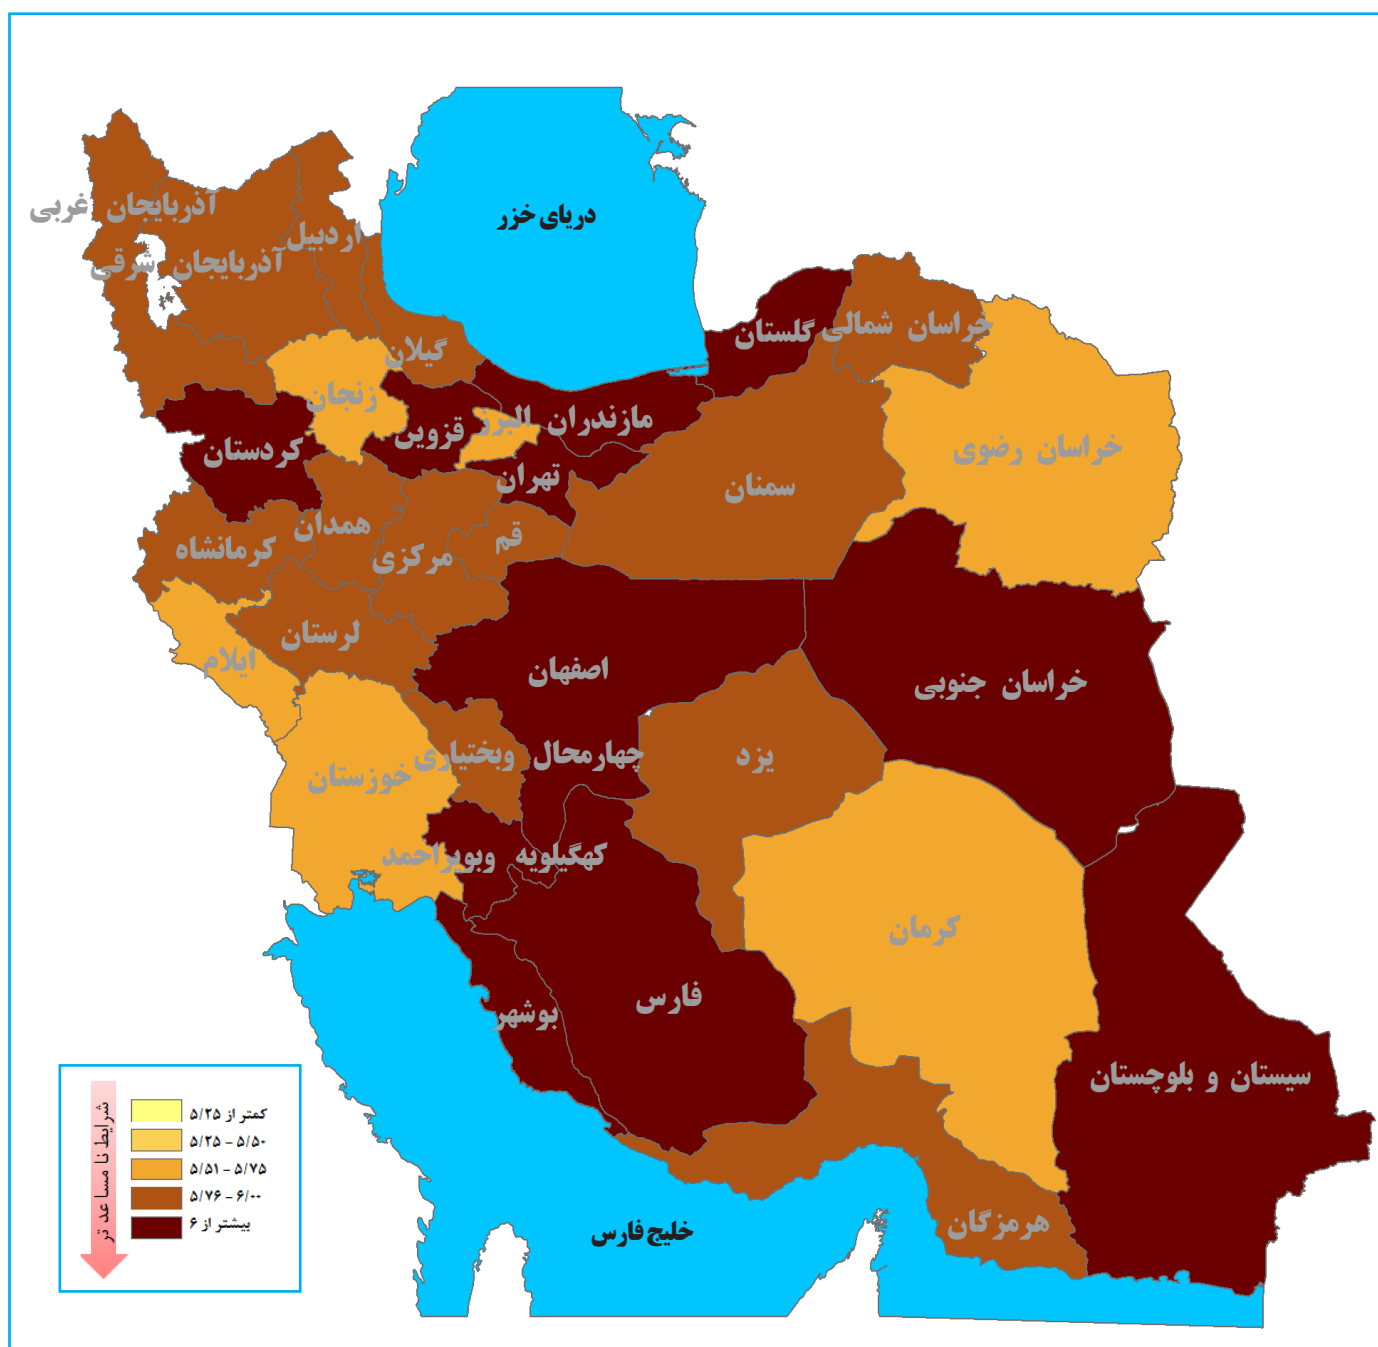 آذربایجان غربی
اردبیل
دریای خزر
آذربایجان شرقی
خراسان شمالی
گلستان
گیلان
زنجان
مازندران
البرز
قزوین
کردستان
خراسان رضوی
تهران
سمنان
همدان
قم
کرمانشاه
مرکزی
لرستان
ایلام
اصفهان
خراسان جنوبی
چهارمحال وبختیاری
یزد
خوزستان
کهگیلویه وبویراحمد
کرمان
فارس
بوشهر
سیستان و بلوچستان
هرمزگان
خلیج فارس
شرایط نا مساعد تر
کمتر از ۵/۲۵
۵/۲۵ - ۵/۵۰
۵/۵۱ - ۵/۷۵
۵/۷۶ - ۶/۰۰
بیشتر از ۶